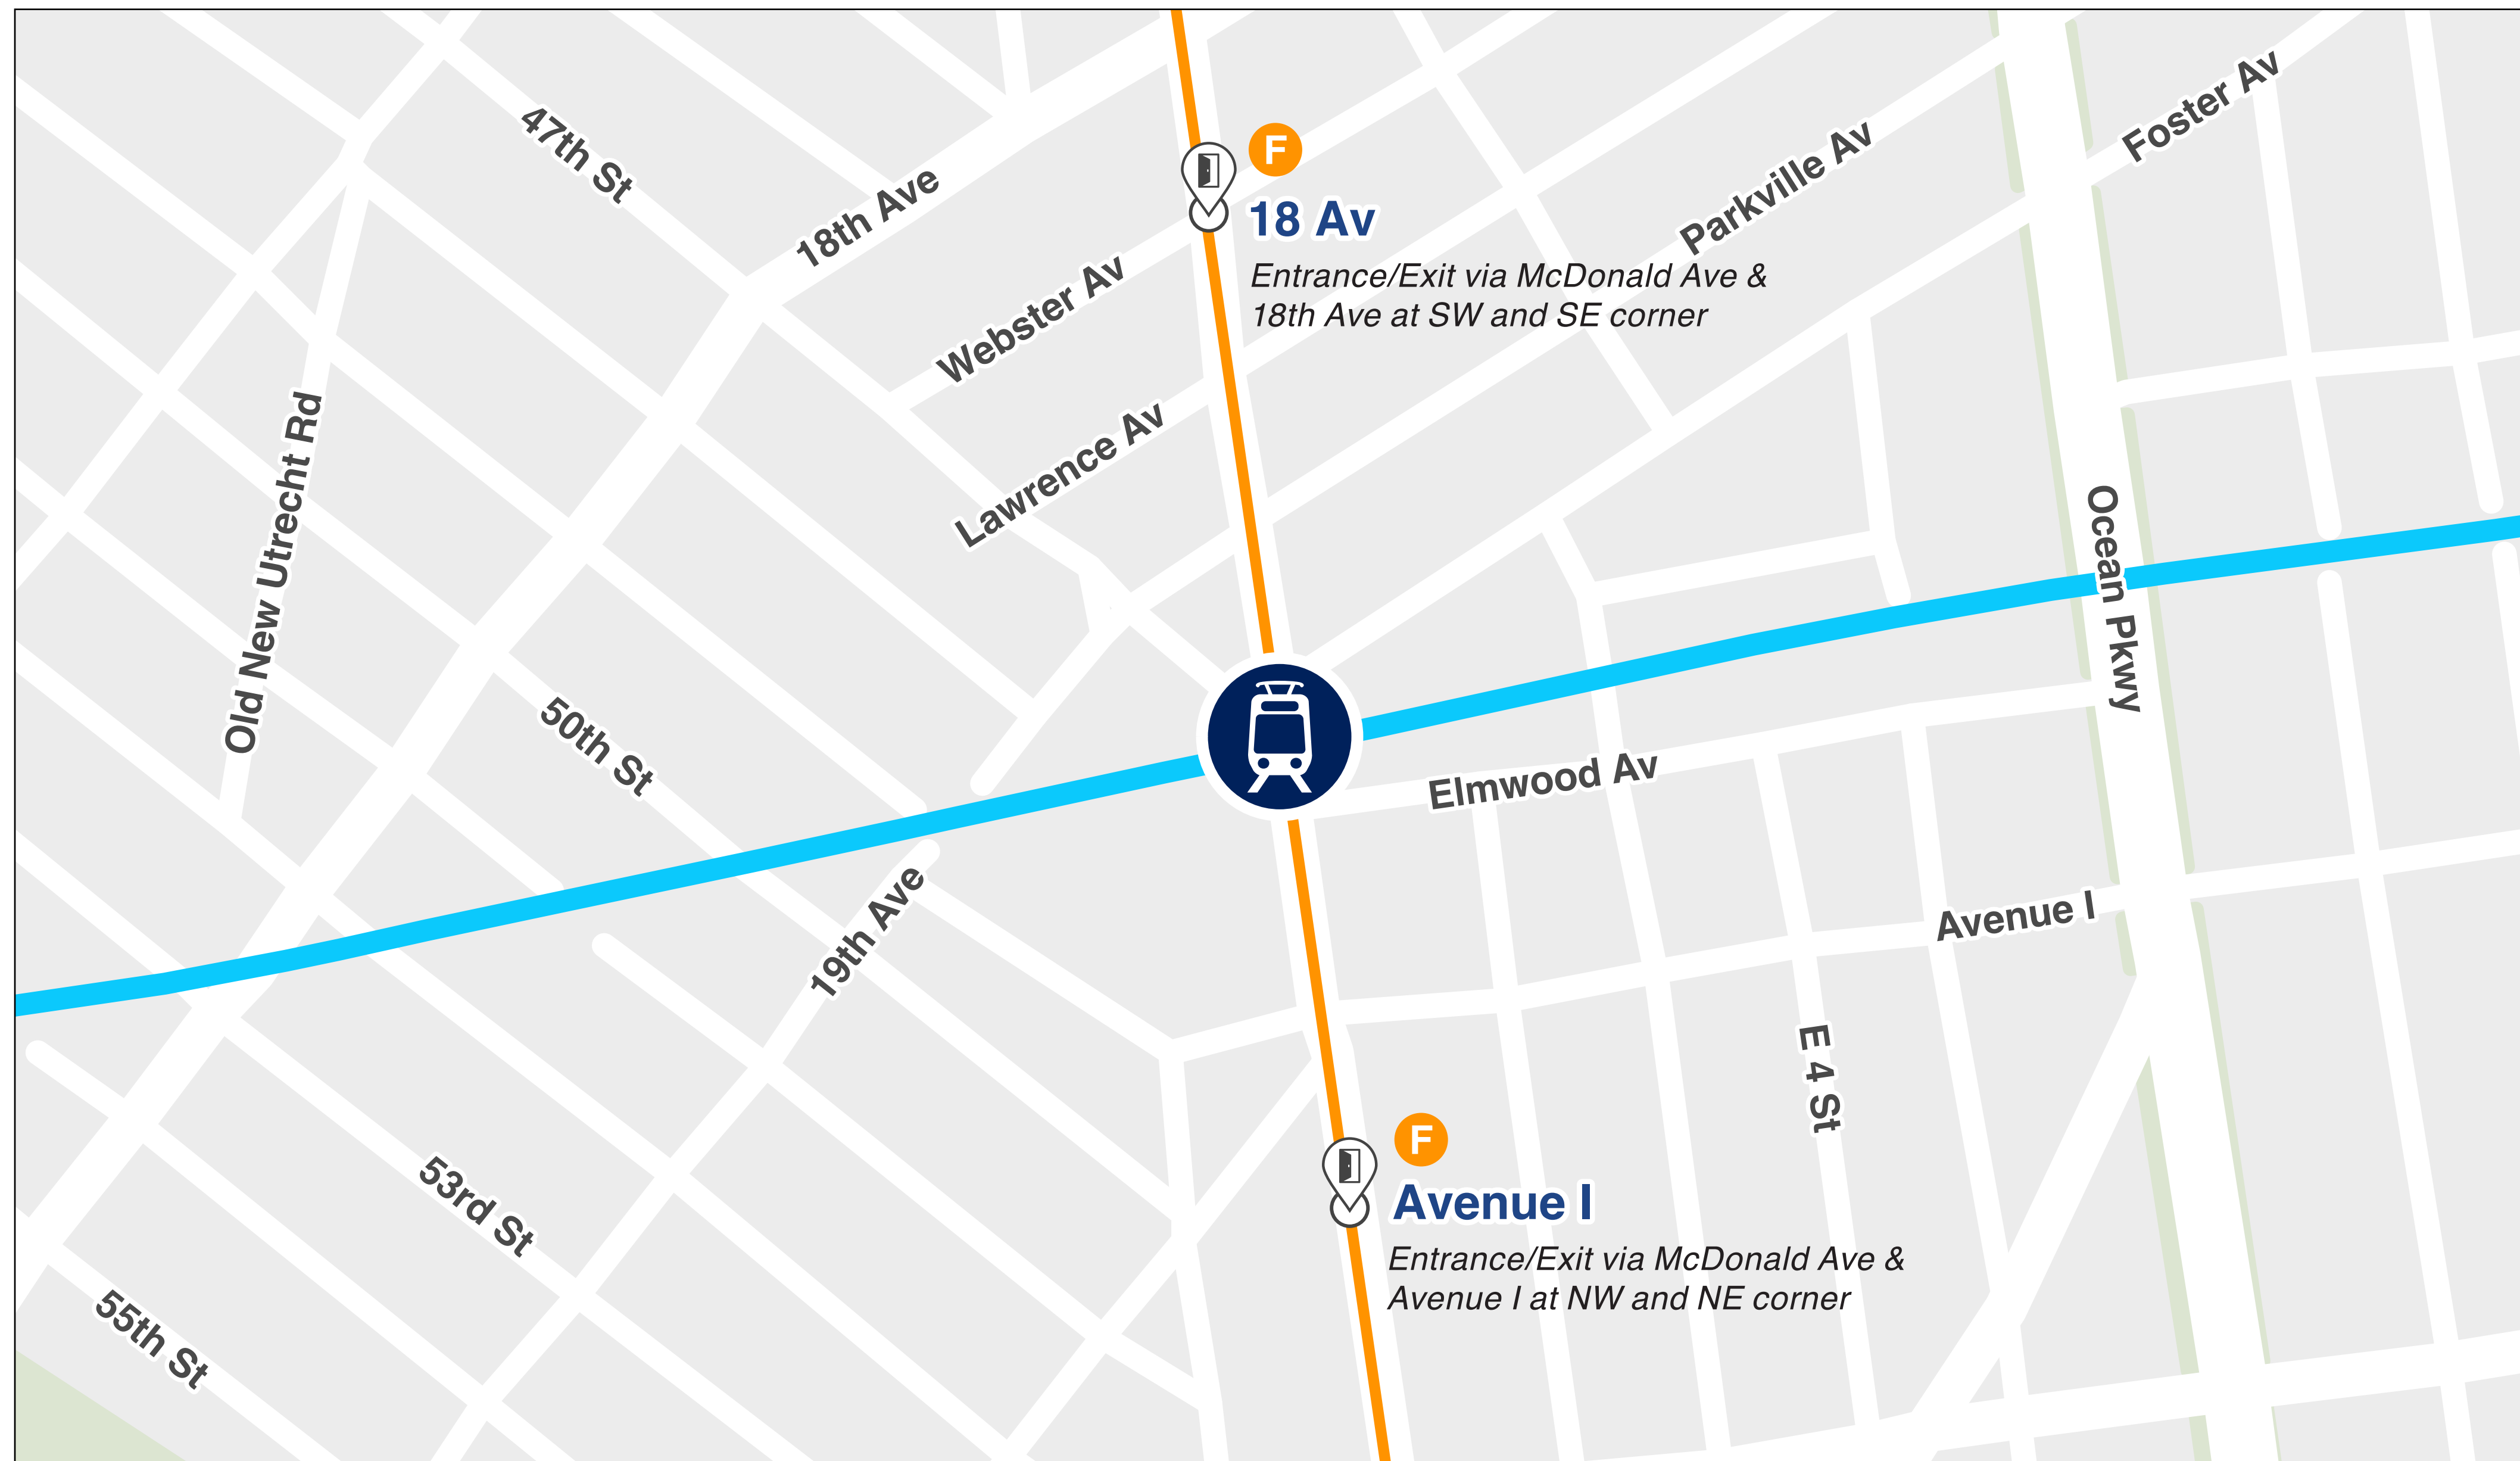 47th St
18th Ave
F
18 Av
Entrance/Exit via McDonald Ave &
18th Ave at SW and SE corner
Foster Av
Parkville Av
Webster Av
Lawrence Av
Old New Utrecht Rd
Ocean Pkwy
50th St
Elmwood Av
19th Ave
Avenue I
E 4 St
F
Avenue I
Entrance/Exit via McDonald Ave &
Avenue I at NW and NE corner
53rd St
55th St